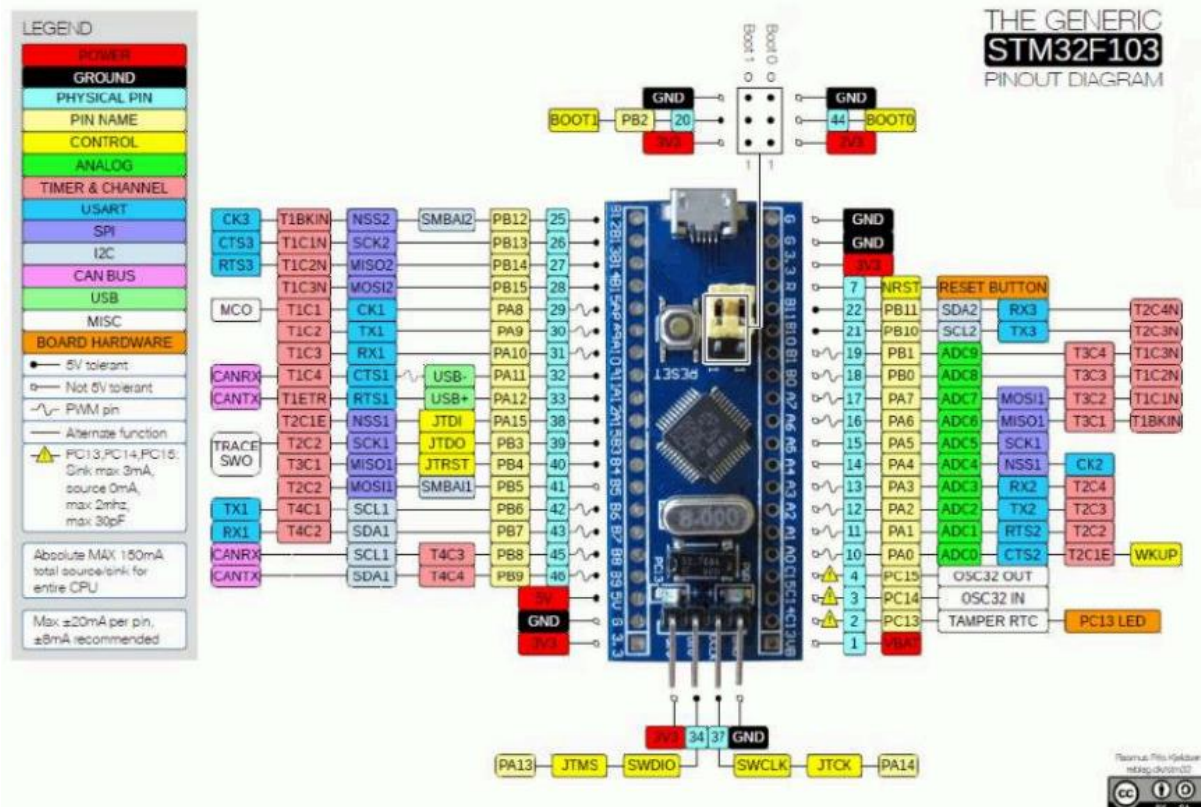 LEGEND
POWER
GROUND
PHYSICAL PIN
PIN NAME
CONTROL
ANALOG
TIMER & CHANNEL
USART
SPI
I2C
CAN BUS
USB
MISC
BOARD HARDWARE
5V tolerant
Not 5V tolerant
PWM pin
Alternate function
PC13,PC14,PC15:
Sink max 3mA,
source 0mA,
max 2mhz,
max 30pF
Absolute MAX 150mA
total source/sink for
entire CPU
Max ±20mA per pin,
±8mA recommended
THE GENERIC
STM32F103
PINOUT DIAGRAM
Boot 1 Boot 0
0 0
GND GND
BOOT1 PB2 20 44 BOOT0
3V3 3V3
1 1
CK3 T1BKIN NSS2 SMBAI2 PB12 25
CTS3 T1C1N SCK2 PB13 26
RTS3 T1C2N MISO2 PB14 27
T1C3N MOSI2 PB15 28
MCO T1C1 CK1 PA8 29
T1C2 TX1 PA9 30
T1C3 RX1 PA10 31
CANRX T1C4 CTS1 USB- PA11 32
CANTX T1ETR RTS1 USB+ PA12 33
T2C1E NSS1 JTDI PA15 38
TRACE SWO T2C2 SCK1 JTDO PB3 39
T3C1 MISO1 JTRST PB4 40
T2C2 MOSI1 SMBAI1 PB5 41
TX1 T4C1 SCL1 PB6 42
RX1 T4C2 SDA1 PB7 43
CANRX SCL1 T4C3 PB8 45
CANTX SDA1 T4C4 PB9 46
5V
GND
3V3
RESET
8.000
PC13
GND
GND
3V3
7 NRST RESET BUTTON
22 PB11 SDA2 RX3 T2C4N
21 PB10 SCL2 TX3 T2C3N
19 PB1 ADC9 T3C4 T1C3N
18 PB0 ADC8 T3C3 T1C2N
17 PA7 ADC7 MOSI1 T3C2 T1C1N
16 PA6 ADC6 MISO1 T3C1 T1BKIN
15 PA5 ADC5 SCK1
14 PA4 ADC4 NSS1 CK2
13 PA3 ADC3 RX2 T2C4
12 PA2 ADC2 TX2 T2C3
11 PA1 ADC1 RTS2 T2C2
10 PA0 ADC0 CTS2 T2C1E WKUP
4 PC15 OSC32 OUT
3 PC14 OSC32 IN
2 PC13 TAMPER RTC PC13 LED
1 VBAT
3V3 34 37 GND
PA13 JTMS SWDIO SWCLK JTCK PA14
cc